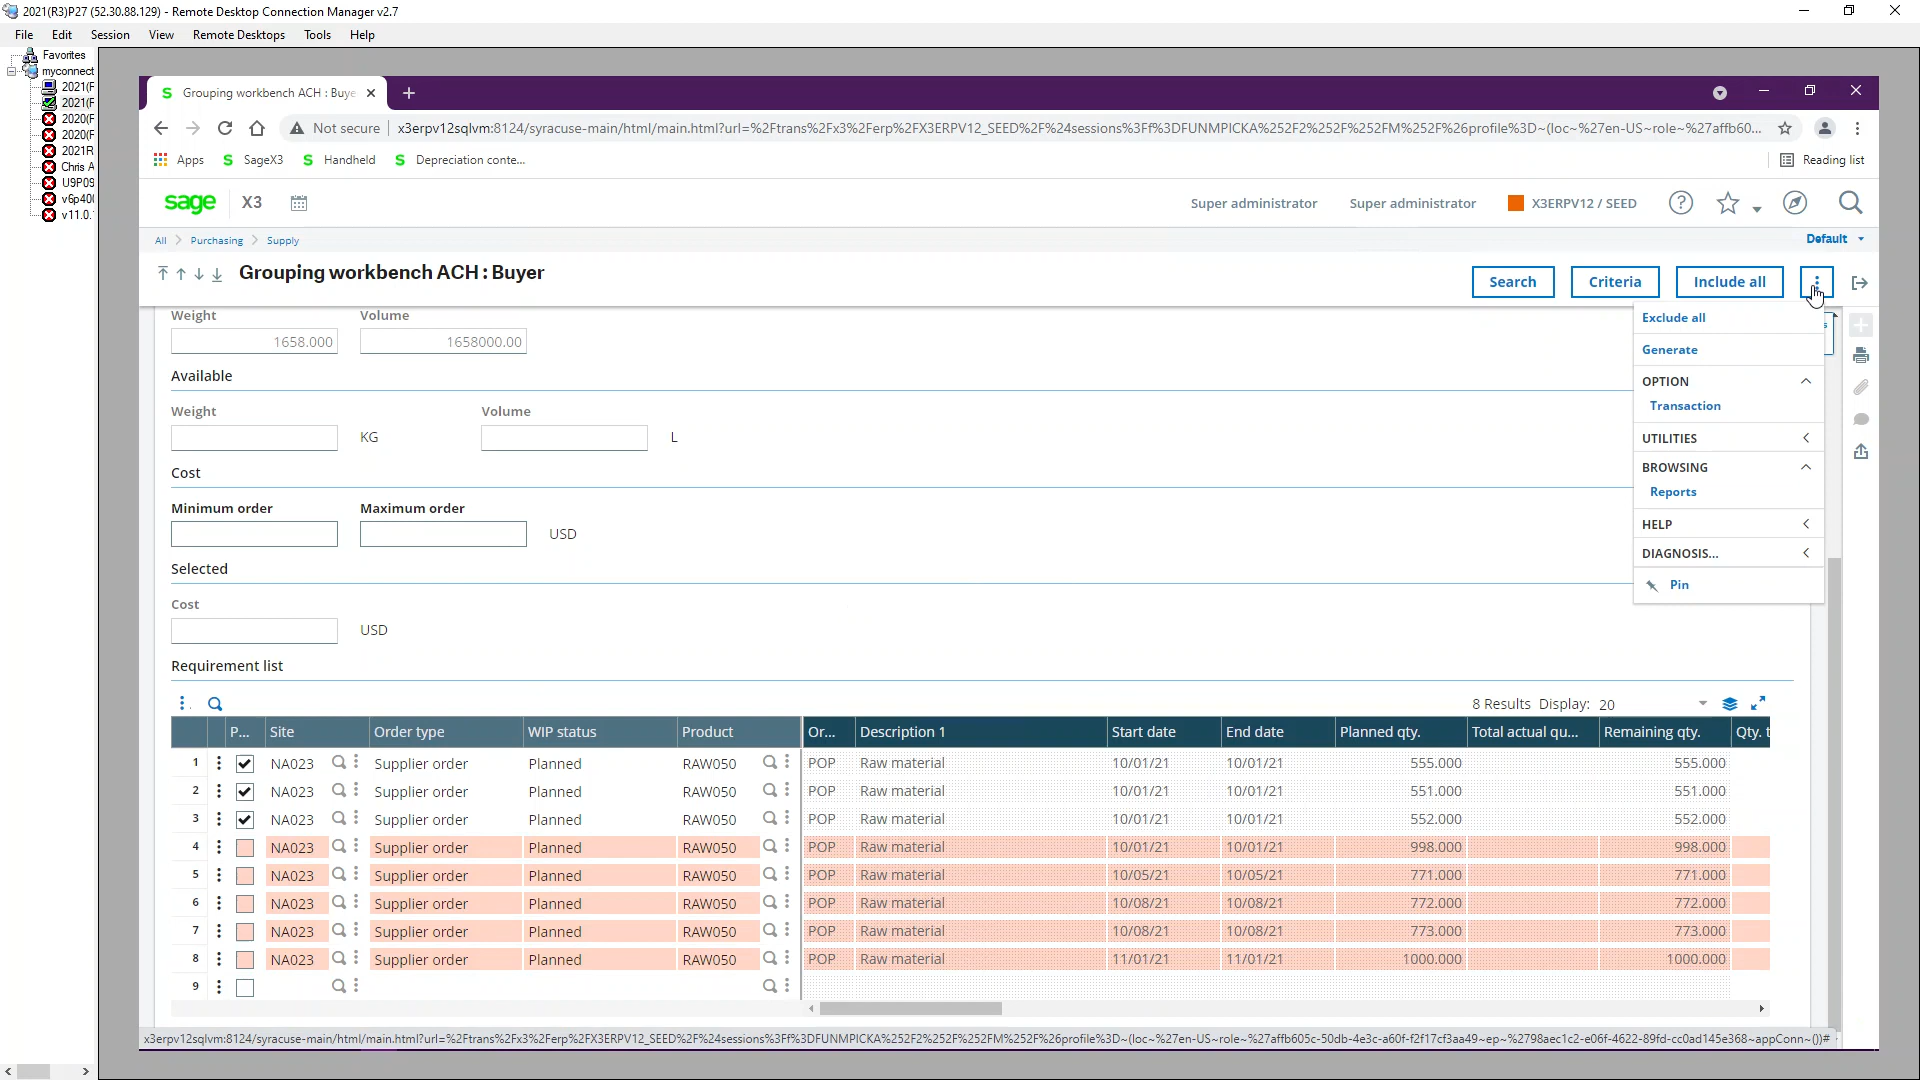 2021(R3)P27 (52.30.88.129) - Remote Desktop Connection Manager v2.7
File Edit Session View Remote Desktops Tools Help
Favorites
myconnect
2021(F
2021(F
2020(F
2020(F
2021R
Chris A
U9P09
v6p40(
v11.0.
Grouping workbench ACH : Buye
Not secure x3erpv12sqlvm:8124/syracuse-main/html/main.html?url=%2Ftrans%2Fx3%2Ferp%2FX3ERPV12_SEED%2F%24sessions%3Ff%3DFUNMPICKA%252F2%252F%252FM%252F%26profile%3D~(loc~%27en-US~role~%27affb60...
Apps SageX3 Handheld Depreciation conte... Reading list
sage X3 Super administrator Super administrator X3ERPV12 / SEED
All Purchasing Supply Default
Grouping workbench ACH : Buyer Search Criteria Include all
Weight Volume
1658.000 1658000.00
Available
Weight Volume
KG L
Cost
Minimum order Maximum order
USD
Selected
Cost
USD
Exclude all
Generate
OPTION
Transaction
UTILITIES
BROWSING
Reports
HELP
DIAGNOSIS...
Pin
Requirement list
8 Results Display: 20
P... Site Order type WIP status Product Or... Description 1 Start date End date Planned qty. Total actual qu... Remaining qty. Qty. t
1 NA023 Supplier order Planned RAW050 POP Raw material 10/01/21 10/01/21 555.000 555.000
2 NA023 Supplier order Planned RAW050 POP Raw material 10/01/21 10/01/21 551.000 551.000
3 NA023 Supplier order Planned RAW050 POP Raw material 10/01/21 10/01/21 552.000 552.000
4 NA023 Supplier order Planned RAW050 POP Raw material 10/01/21 10/01/21 998.000 998.000
5 NA023 Supplier order Planned RAW050 POP Raw material 10/05/21 10/05/21 771.000 771.000
6 NA023 Supplier order Planned RAW050 POP Raw material 10/08/21 10/08/21 772.000 772.000
7 NA023 Supplier order Planned RAW050 POP Raw material 10/08/21 10/08/21 773.000 773.000
8 NA023 Supplier order Planned RAW050 POP Raw material 11/01/21 11/01/21 1000.000 1000.000
9
x3erpv12sqlvm:8124/syracuse-main/html/main.html?url=%2Ftrans%2Fx3%2Ferp%2FX3ERPV12_SEED%2F%24sessions%3Ff%3DFUNMPICKA%252F2%252F%252FM%252F%26profile%3D~(loc~%27en-US~role~%27affb605c-50db-4e3c-a60f-f2f17cf3aa49~ep~%2798aec1c2-e06f-4622-89fd-cc0ad145e368~appConn~())#